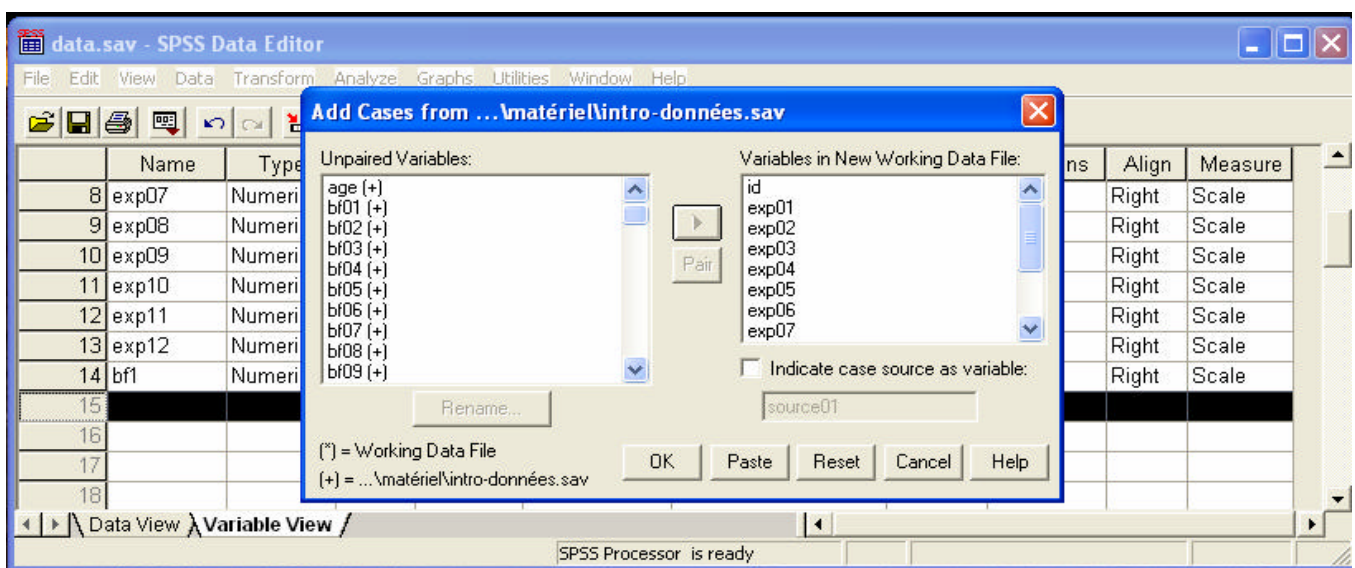 data.sav - SPSS Data Editor
File Edit View Data Transform Analyze Graphs Utilities Window Help
Add Cases from ...\matériel\intro-données.sav
Unpaired Variables:
age (+)
bf01 (+)
bf02 (+)
bf03 (+)
bf04 (+)
bf05 (+)
bf06 (+)
bf07 (+)
bf08 (+)
bf09 (+)
Rename...
(*) = Working Data File
(+) = ...\matériel\intro-données.sav
Pair
Variables in New Working Data File:
id
exp01
exp02
exp03
exp04
exp05
exp06
exp07
Indicate case source as variable:
source01
OK Paste Reset Cancel Help
Name Type ns Align Measure
8 exp07 Numeri Right Scale
9 exp08 Numeri Right Scale
10 exp09 Numeri Right Scale
11 exp10 Numeri Right Scale
12 exp11 Numeri Right Scale
13 exp12 Numeri Right Scale
14 bf1 Numeri Right Scale
15
16
17
18
Data View Variable View
SPSS Processor is ready